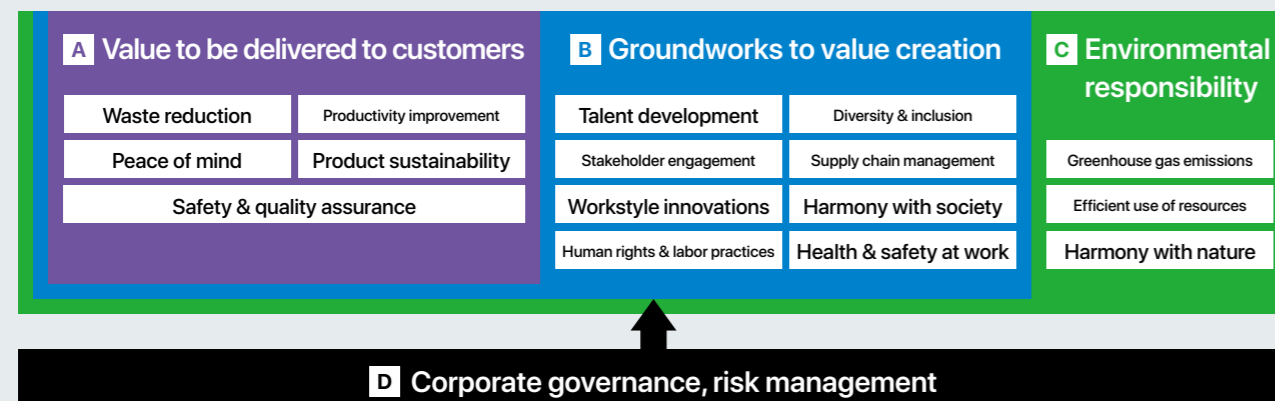 A Value to be delivered to customers
Waste reduction
Productivity improvement
Peace of mind
Product sustainability
Safety & quality assurance
B Groundworks to value creation
Talent development
Diversity & inclusion
Stakeholder engagement
Supply chain management
Workstyle innovations
Harmony with society
Human rights & labor practices
Health & safety at work
C Environmental
responsibility
Greenhouse gas emissions
Efficient use of resources
Harmony with nature
D Corporate governance, risk management